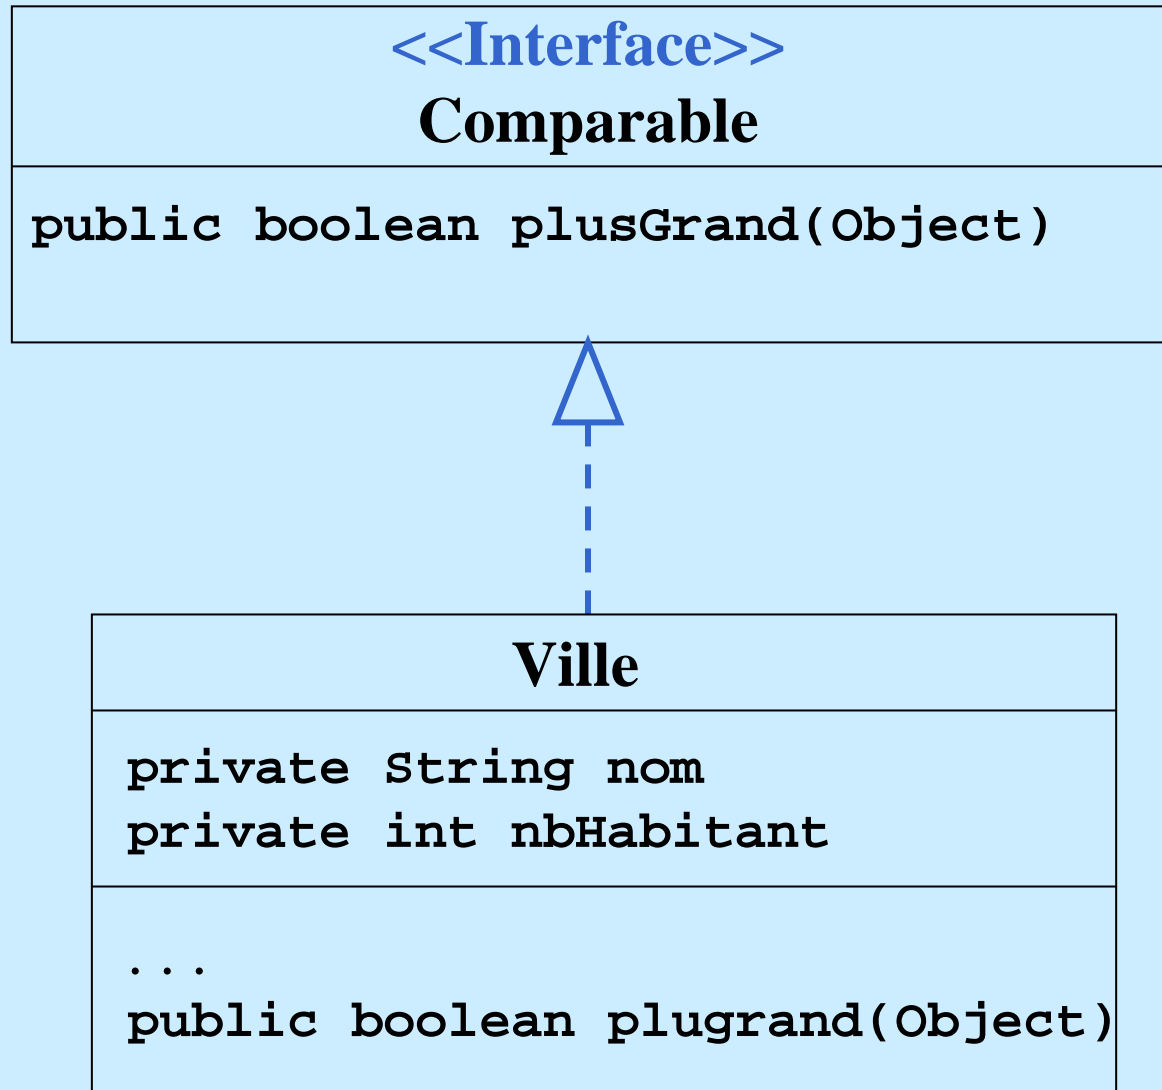 <<Interface>>
Comparable
public boolean plusGrand(Object)
Ville
private String nom
private int nbHabitant
...
public boolean plugrand(Object)